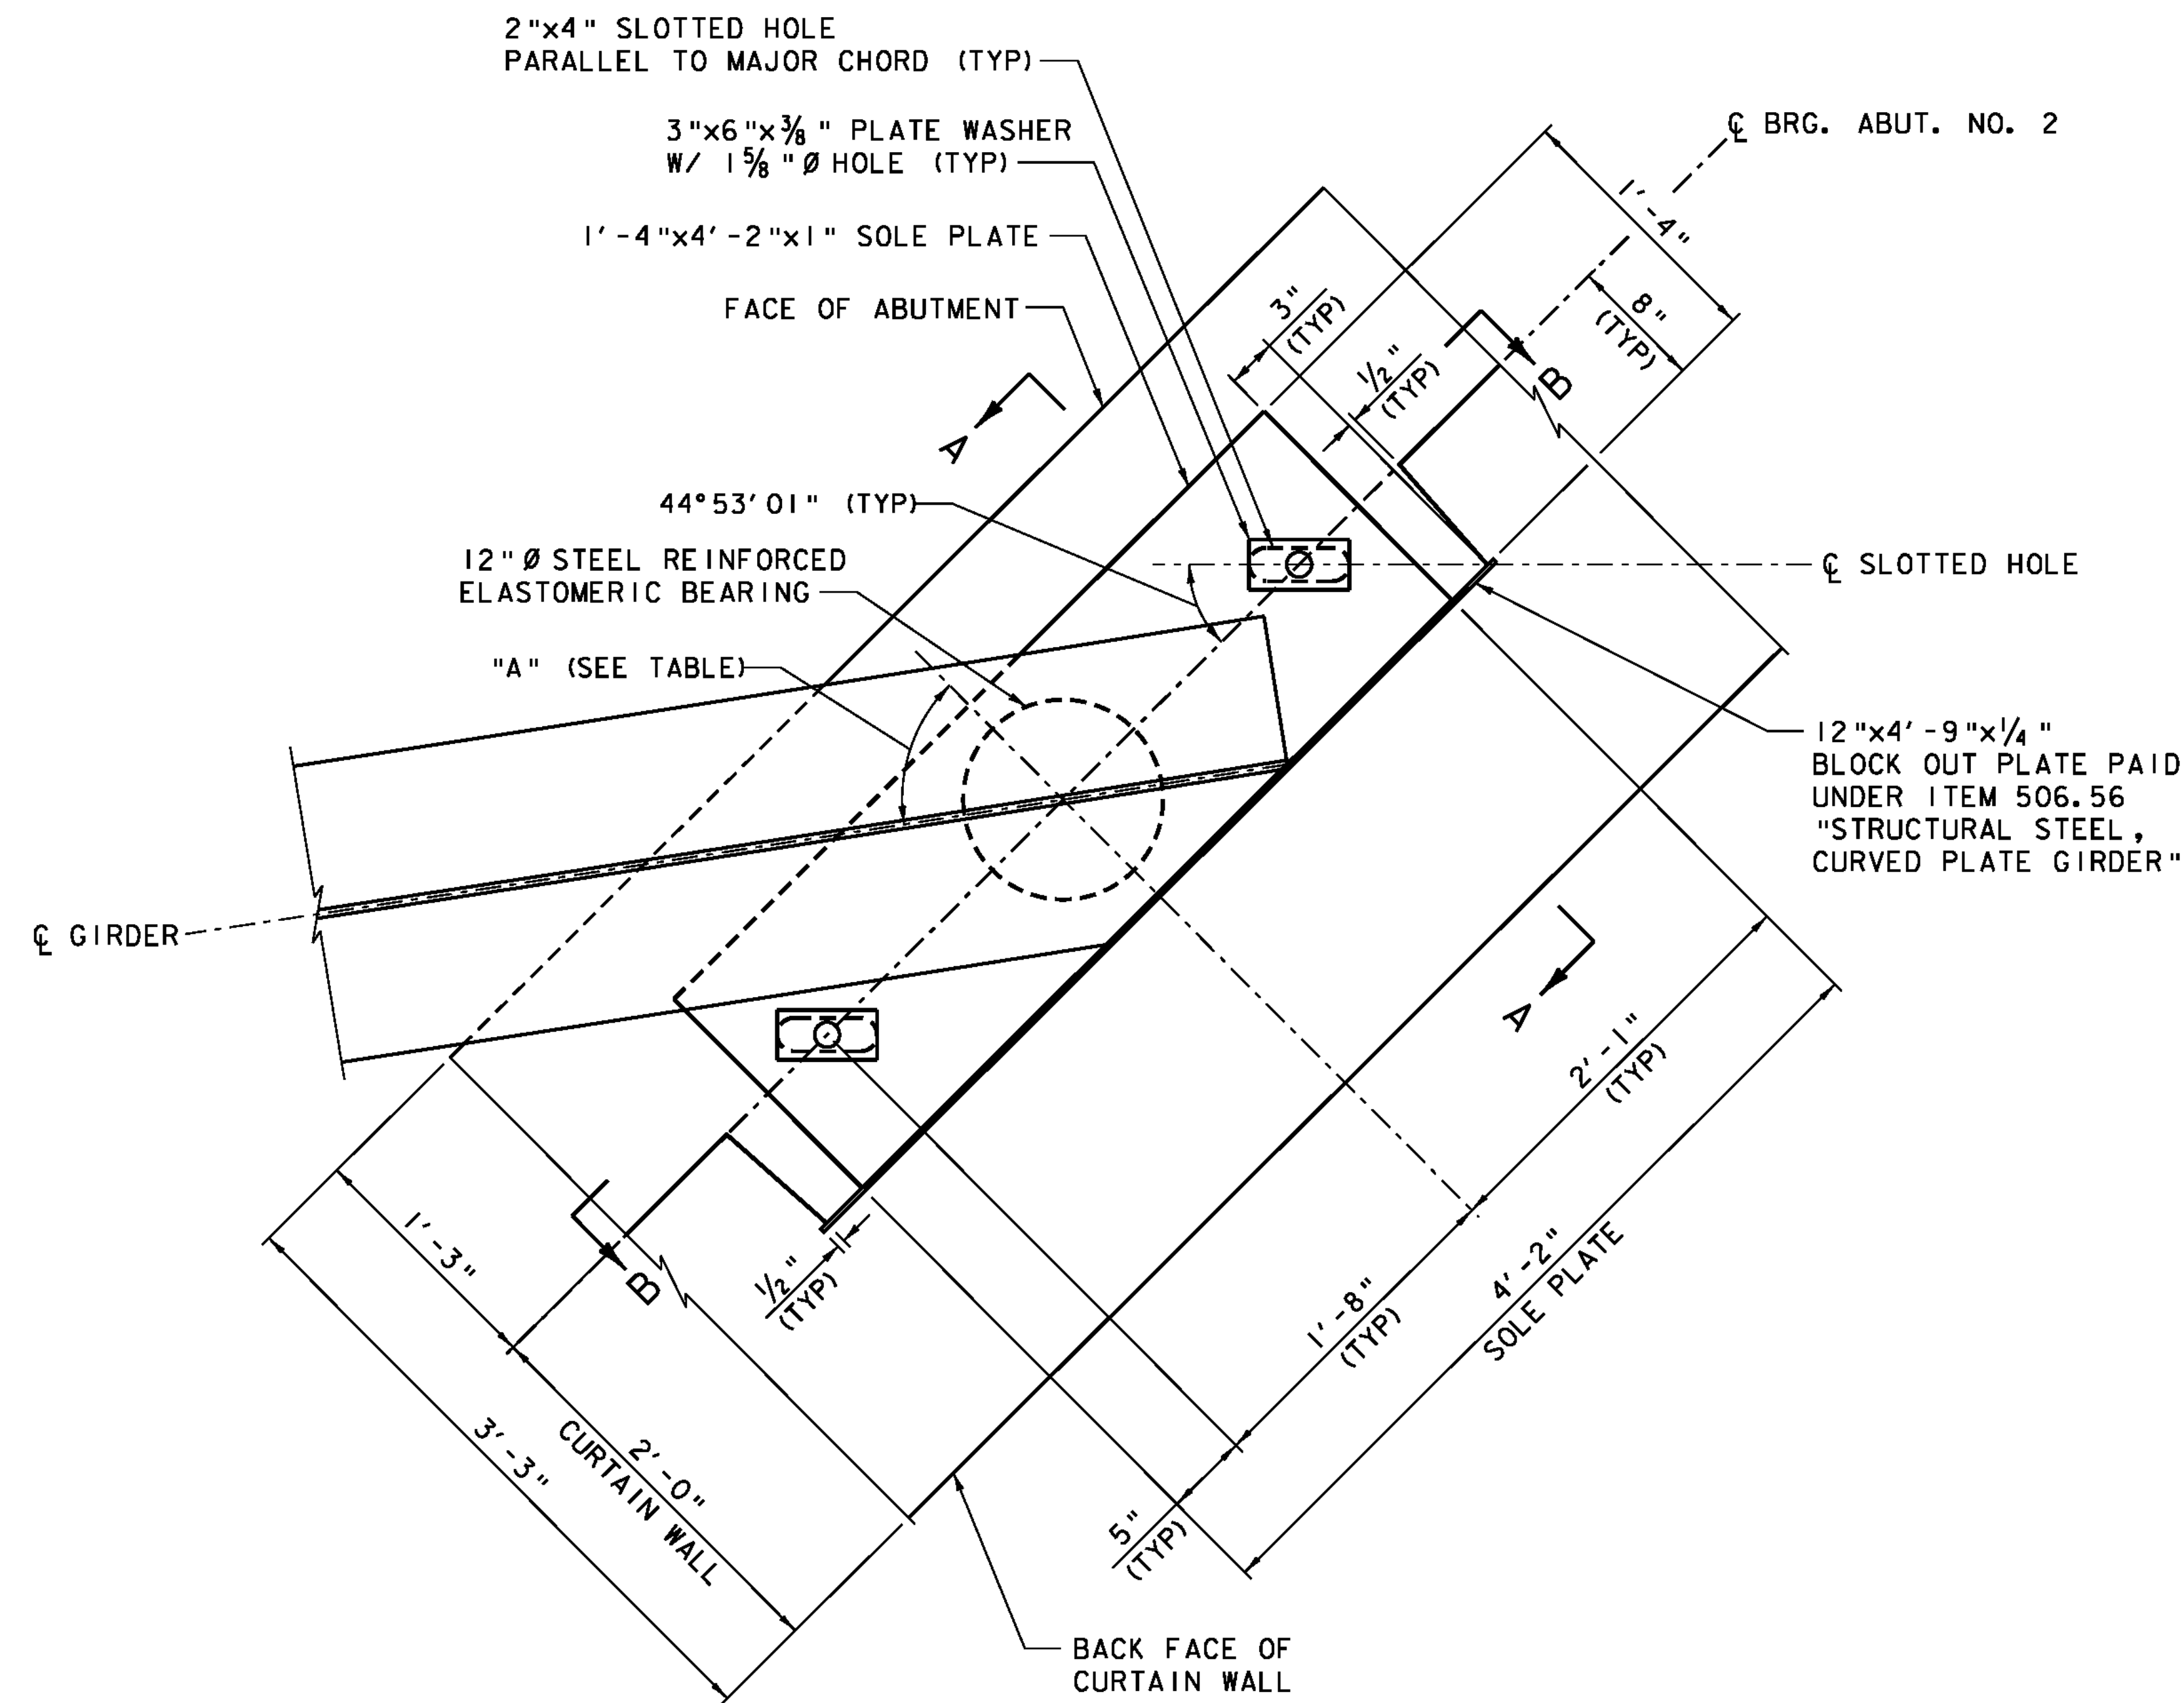 2"x4" SLOTTED HOLE
PARALLEL TO MAJOR CHORD (TYP)
3"x6"x3/8" PLATE WASHER
W/ 1 5/8"Ø HOLE (TYP)
1'-4"x4'-2"x1" SOLE PLATE
FACE OF ABUTMENT
℄ BRG. ABUT. NO. 2
1'-4"
8"
(TYP)
3"
(TYP)
1/2"
(TYP)
B
A
44°53'01" (TYP)
12"Ø STEEL REINFORCED
ELASTOMERIC BEARING
℄ SLOTTED HOLE
"A" (SEE TABLE)
12"x4'-9"x1/4"
BLOCK OUT PLATE PAID
UNDER ITEM 506.56
"STRUCTURAL STEEL,
CURVED PLATE GIRDER"
℄ GIRDER
A
2'-1"
(TYP)
1'-3"
B
1/2"
(TYP)
1'-8"
(TYP)
4'-2"
SOLE PLATE
3'-3"
2'-0"
CURTAIN WALL
5"
(TYP)
BACK FACE OF
CURTAIN WALL